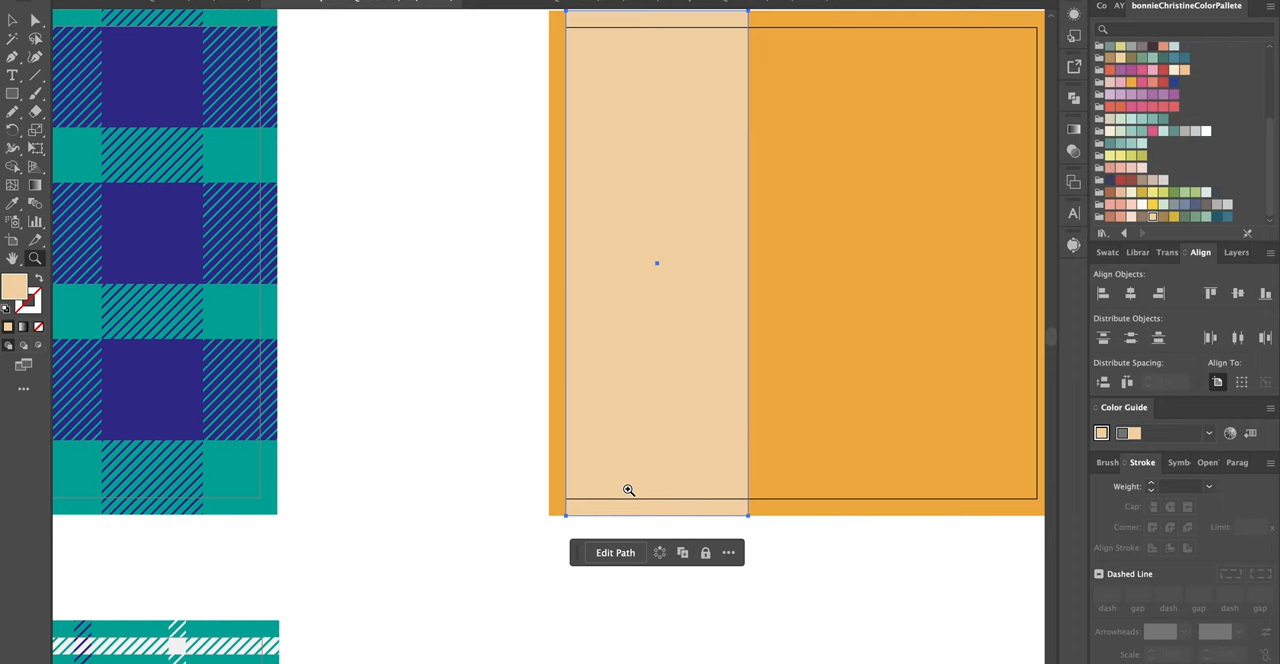 Co AY bonnieChristineColorPallete
Swatc Librar Trans Align Layers
Align Objects:
Distribute Objects:
Distribute Spacing: Align To:
Color Guide
Brush Stroke Symb Open Parag
Weight:
Cap:
Corner: Limit: x
Align Stroke:
Dashed Line
dash gap dash gap dash gap
Arrowheads:
Scale:
Edit Path